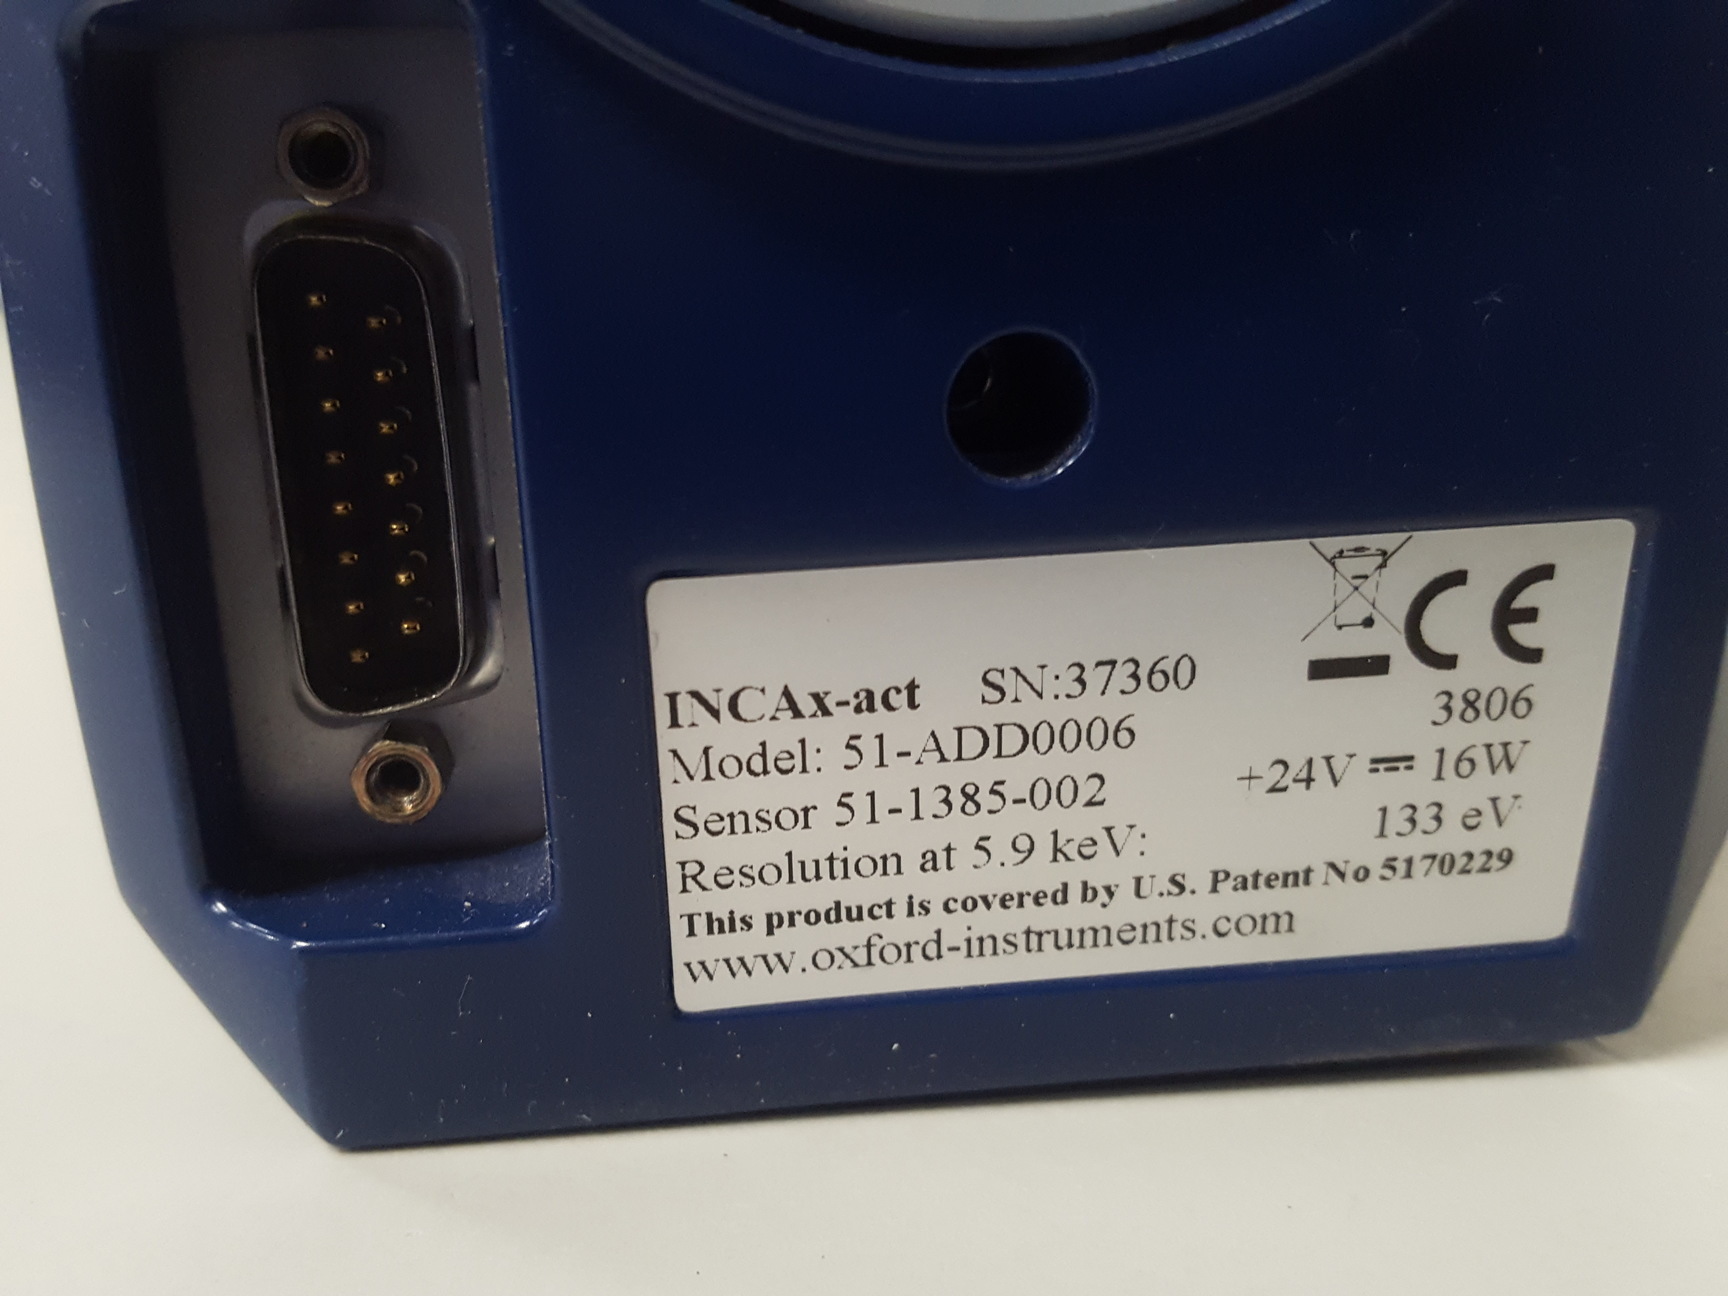 CE
INCAx-act SN:37360
3806
Model: 51-ADD0006
+24V ⎓ 16W
Sensor 51-1385-002
133 eV
Resolution at 5.9 keV:
This product is covered by U.S. Patent No 5170229
www.oxford-instruments.com